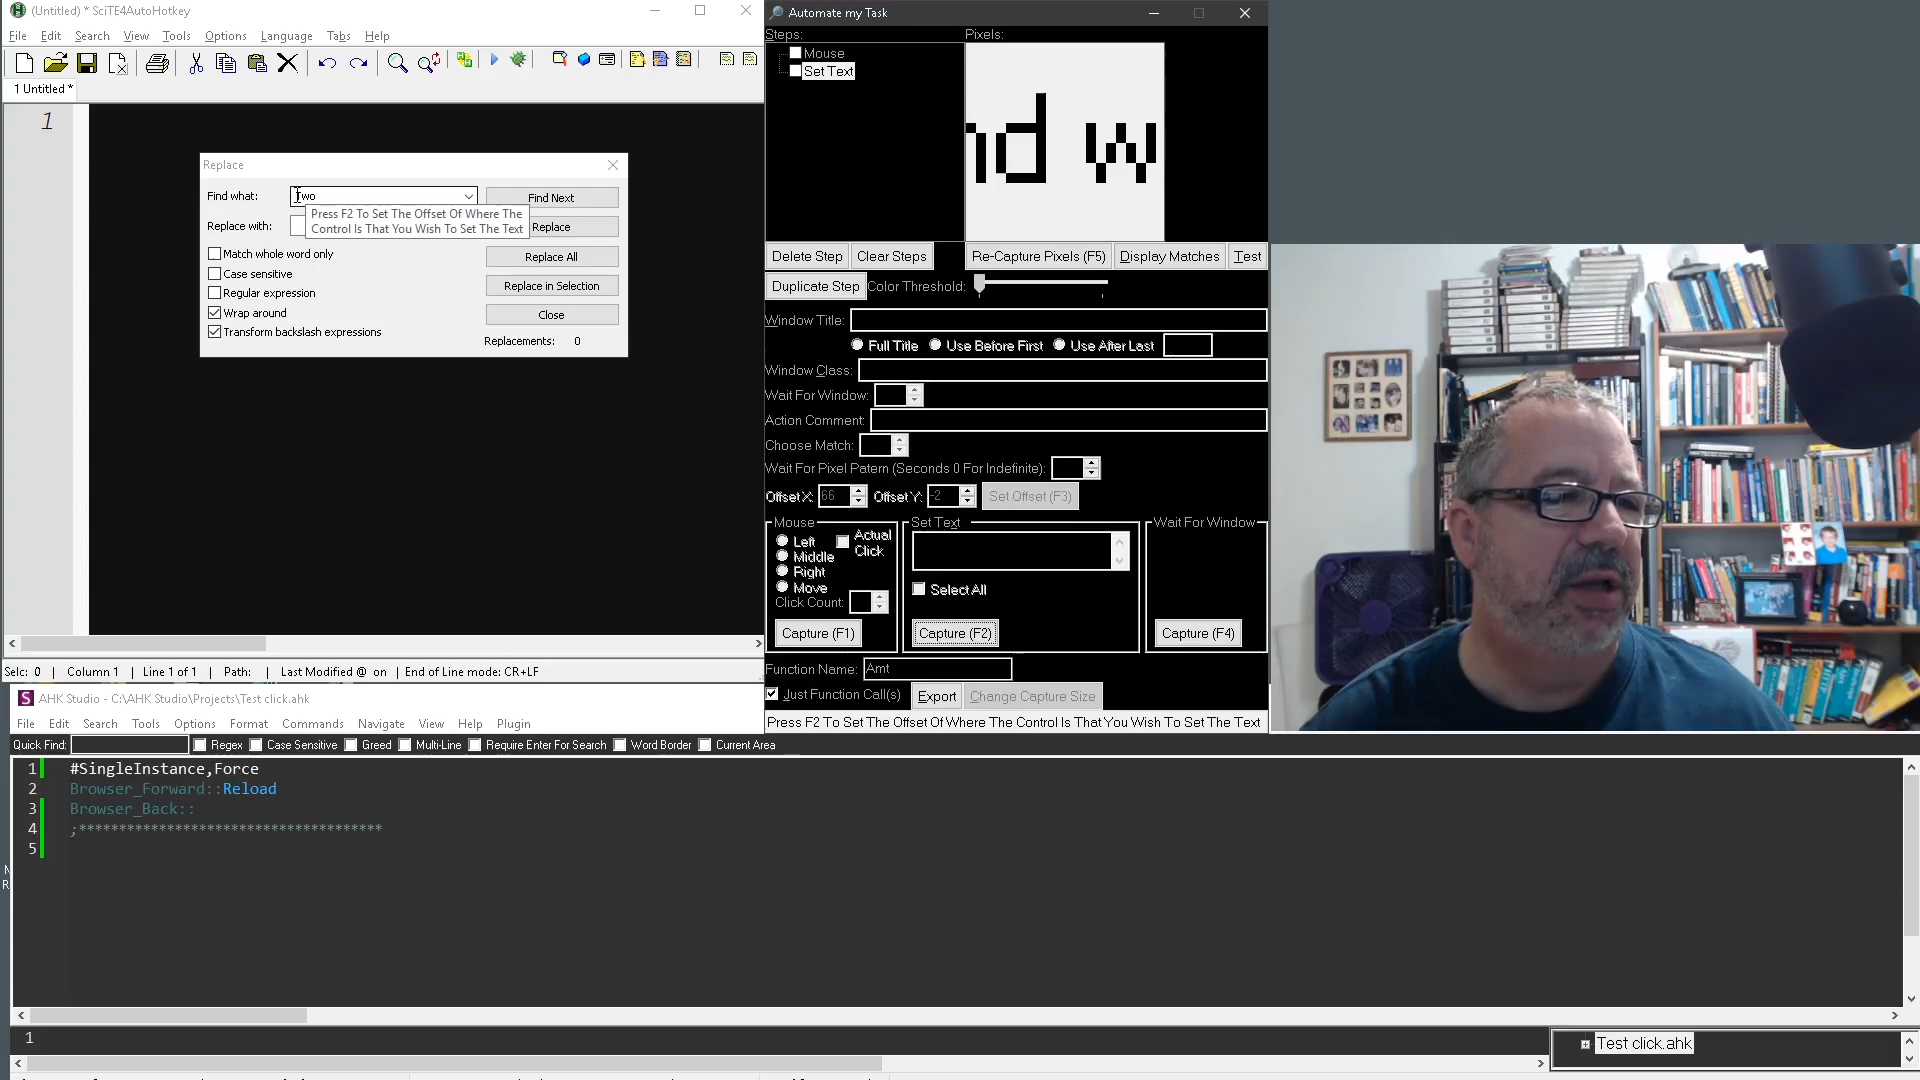 (Untitled) * SciTE4AutoHotkey
File Edit Search View Tools Options Language Tabs Help
1 Untitled *
1
Replace
Find what:
Two
Find Next
Press F2 To Set The Offset Of Where The
Control Is That You Wish To Set The Text
Replace with:
Replace
Match whole word only
Replace All
Case sensitive
Regular expression
Replace in Selection
Wrap around
Close
Transform backslash expressions
Replacements: 0
Selc: 0 | Column 1 | Line 1 of 1 | Path: | Last Modified @ on | End of Line mode: CR+LF
Automate my Task
Steps:
Pixels:
Mouse
Set Text
nd w
Delete Step
Clear Steps
Re-Capture Pixels (F5)
Display Matches
Test
Duplicate Step
Color Threshold:
Window Title:
Full Title
Use Before First
Use After Last
Window Class:
Wait For Window:
Action Comment:
Choose Match:
Wait For Pixel Patern (Seconds 0 For Indefinite):
Offset X: 66
Offset Y: -2
Set Offset (F3)
Mouse
Left
Actual
Click
Middle
Right
Move
Click Count:
Capture (F1)
Set Text
Select All
Capture (F2)
Wait For Window
Capture (F4)
Function Name: Amt
Just Function Call(s)
Export
Change Capture Size
Press F2 To Set The Offset Of Where The Control Is That You Wish To Set The Text
AHK Studio - C:\AHK Studio\Projects\Test click.ahk
File Edit Search Tools Options Format Commands Navigate View Help Plugin
Quick Find:
Regex
Case Sensitive
Greed
Multi-Line
Require Enter For Search
Word Border
Current Area
1 #SingleInstance,Force
2 Browser_Forward::Reload
3 Browser_Back::
4 ;**************************************
5
1
Test click.ahk